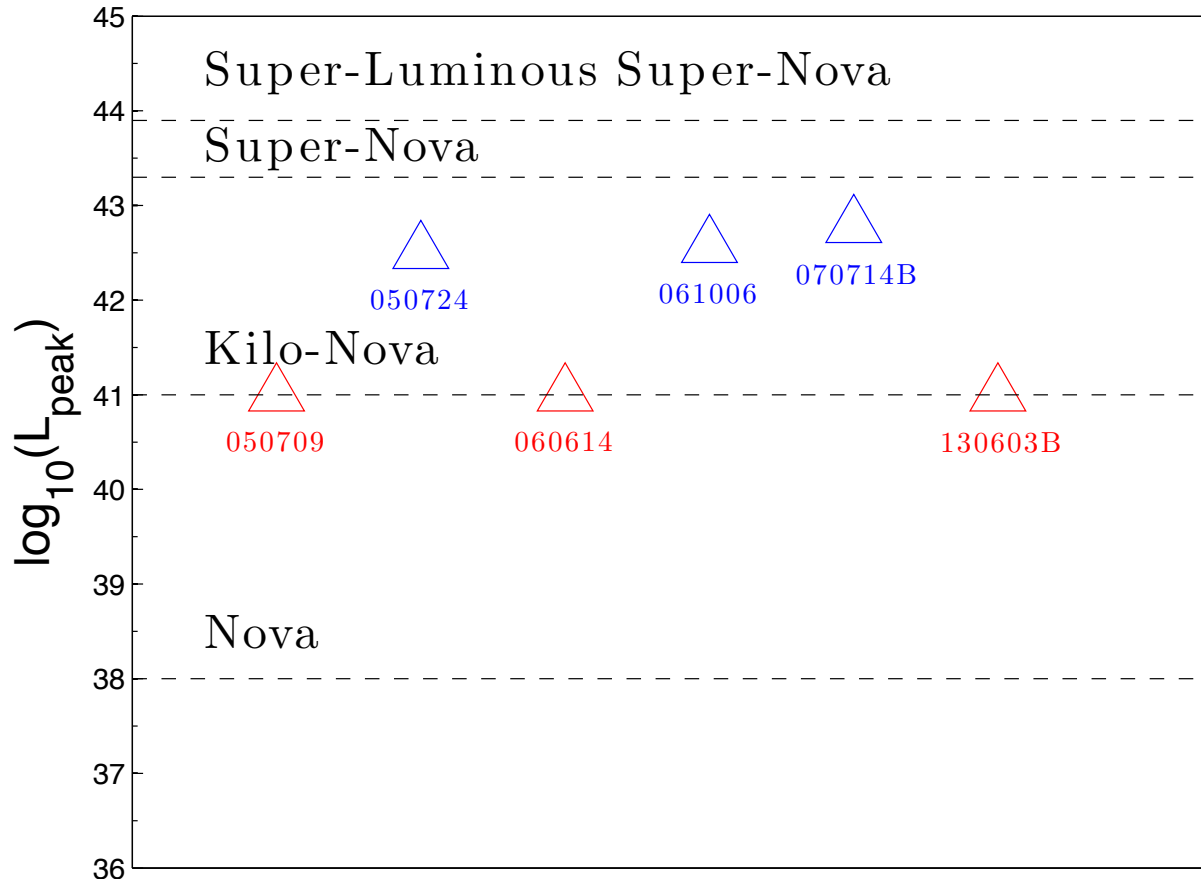 45
Super-Luminous Super-Nova
44
Super-Nova
43
070714B
061006
050724
42
Kilo-Nova
41
050709
060614
130603B
40
log10(Lpeak)
39
Nova
38
37
36